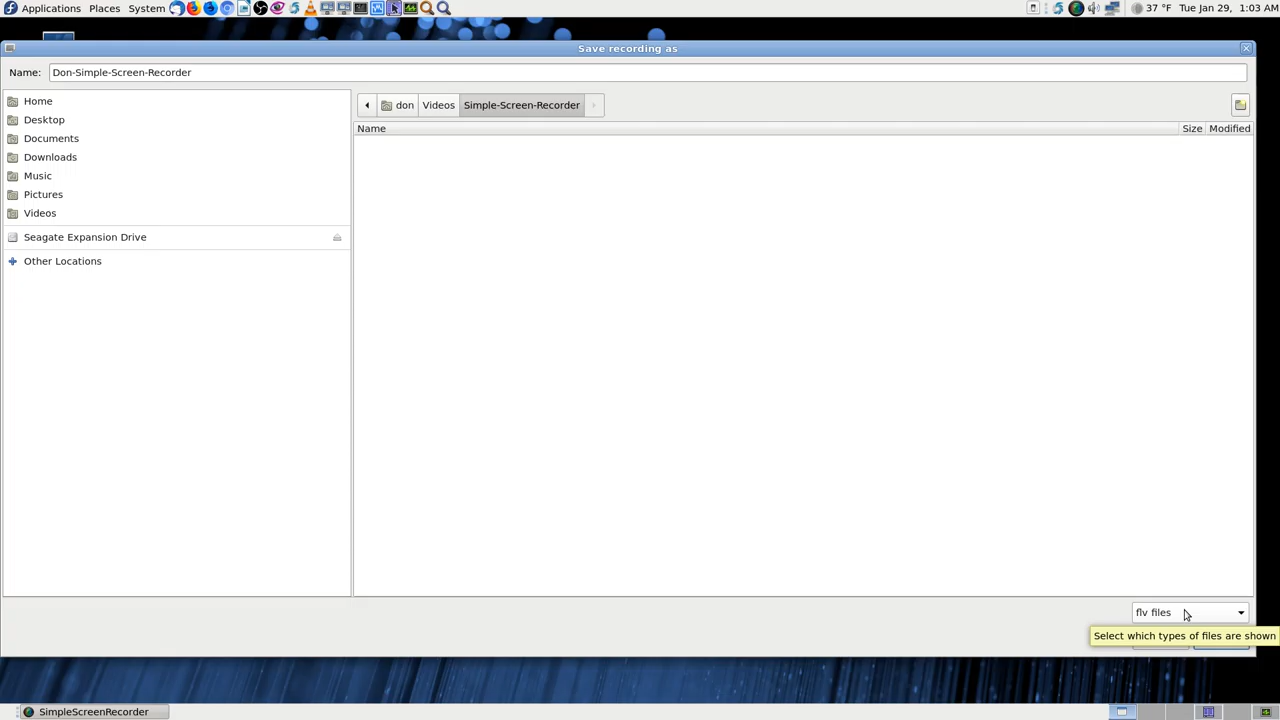 Applications Places System 37 °F Tue Jan 29, 1:03 AM
Save recording as
Name: Don-Simple-Screen-Recorder
Home
Desktop
Documents
Downloads
Music
Pictures
Videos
Seagate Expansion Drive
Other Locations
don Videos Simple-Screen-Recorder
Name Size Modified
flv files
Select which types of files are shown
SimpleScreenRecorder